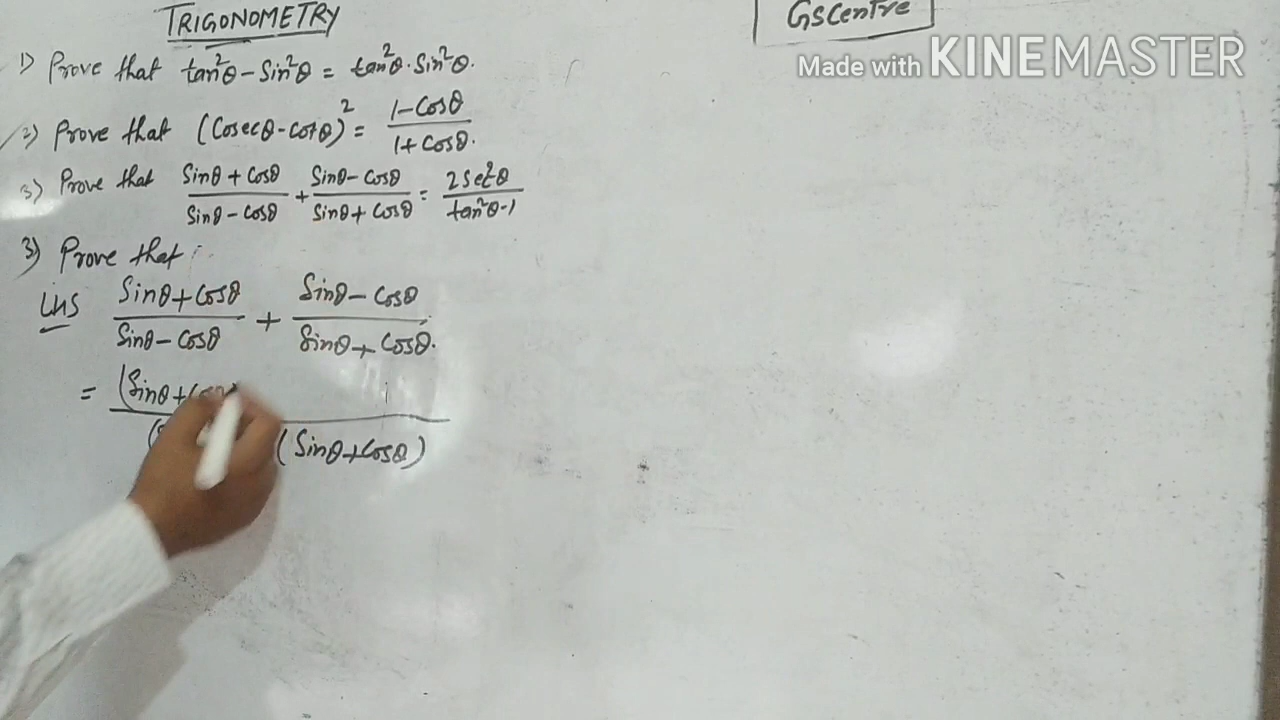 TRIGONOMETRY
GSCentre
Made with KINEMASTER
1) Prove that tan²θ - Sin²θ = tan²θ · Sin²θ.
2) Prove that (Cosecθ - cotθ)² = (1 - Cosθ)/(1 + Cosθ).
3) Prove that (Sinθ + Cosθ)/(Sinθ - Cosθ) + (Sinθ - Cosθ)/(Sinθ + Cosθ) = 2Sec²θ/(tan²θ - 1)
3) Prove that :
LHS (Sinθ + Cosθ)/(Sinθ - Cosθ) + (Sinθ - Cosθ)/(Sinθ + Cosθ).
= (Sinθ + Cos
(Sinθ + Cosθ)